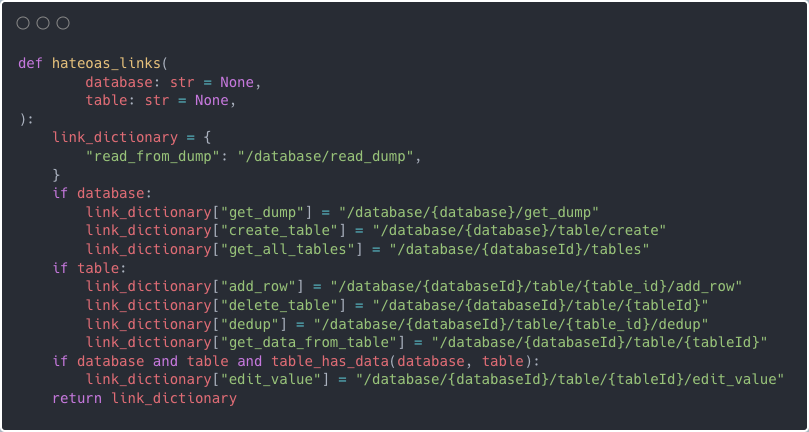 def hateoas_links(
        database: str = None,
        table: str = None,
):
    link_dictionary = {
        "read_from_dump": "/database/read_dump",
    }
    if database:
        link_dictionary["get_dump"] = "/database/{database}/get_dump"
        link_dictionary["create_table"] = "/database/{database}/table/create"
        link_dictionary["get_all_tables"] = "/database/{databaseId}/tables"
    if table:
        link_dictionary["add_row"] = "/database/{databaseId}/table/{table_id}/add_row"
        link_dictionary["delete_table"] = "/database/{databaseId}/table/{tableId}"
        link_dictionary["dedup"] = "/database/{databaseId}/table/{table_id}/dedup"
        link_dictionary["get_data_from_table"] = "/database/{databaseId}/table/{tableId}"
    if database and table and table_has_data(database, table):
        link_dictionary["edit_value"] = "/database/{databaseId}/table/{tableId}/edit_value"
    return link_dictionary